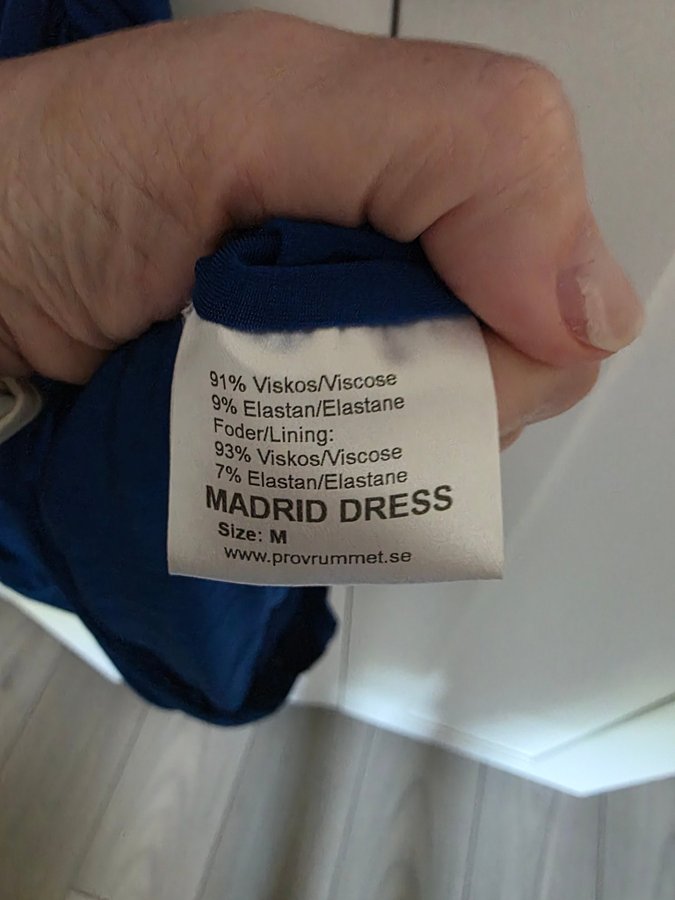 91% Viskos/Viscose
9% Elastan/Elastane
Foder/Lining:
93% Viskos/Viscose
7% Elastan/Elastane
MADRID DRESS
Size: M
www.provrummet.se